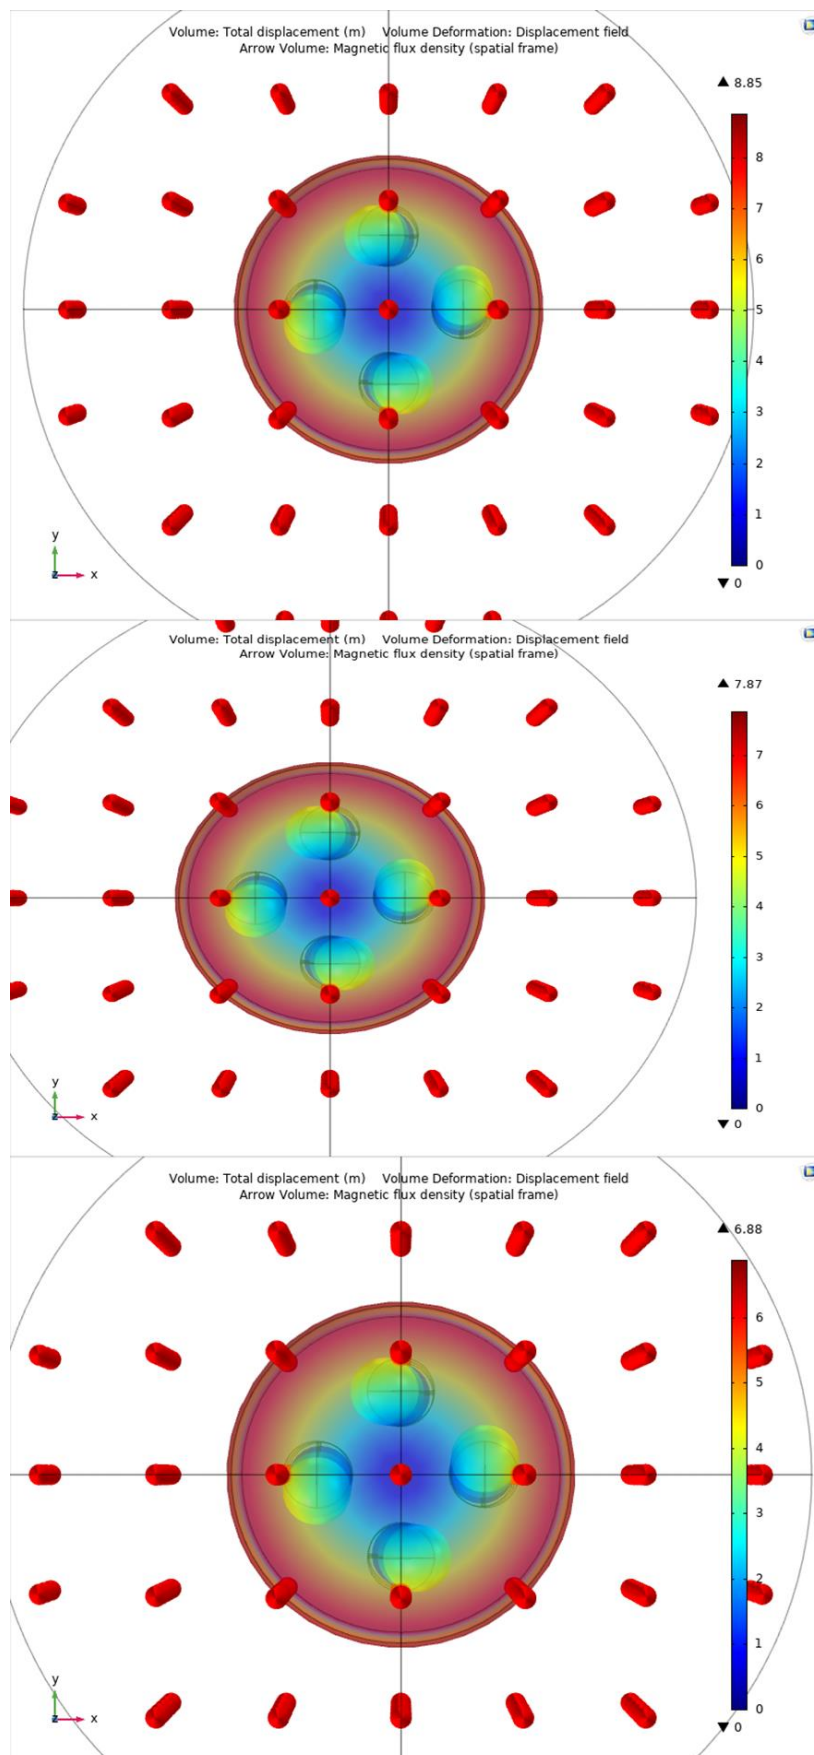 Volume: Total displacement (m) Volume Deformation: Displacement field
Arrow Volume: Magnetic flux density (spatial frame)
▲ 8.85
8
7
6
5
4
3
2
1
0
▼ 0
y
z
x
Volume: Total displacement (m) Volume Deformation: Displacement field
Arrow Volume: Magnetic flux density (spatial frame)
▲ 7.87
7
6
5
4
3
2
1
0
▼ 0
y
z
x
Volume: Total displacement (m) Volume Deformation: Displacement field
Arrow Volume: Magnetic flux density (spatial frame)
▲ 6.88
6
5
4
3
2
1
0
▼ 0
y
z
x